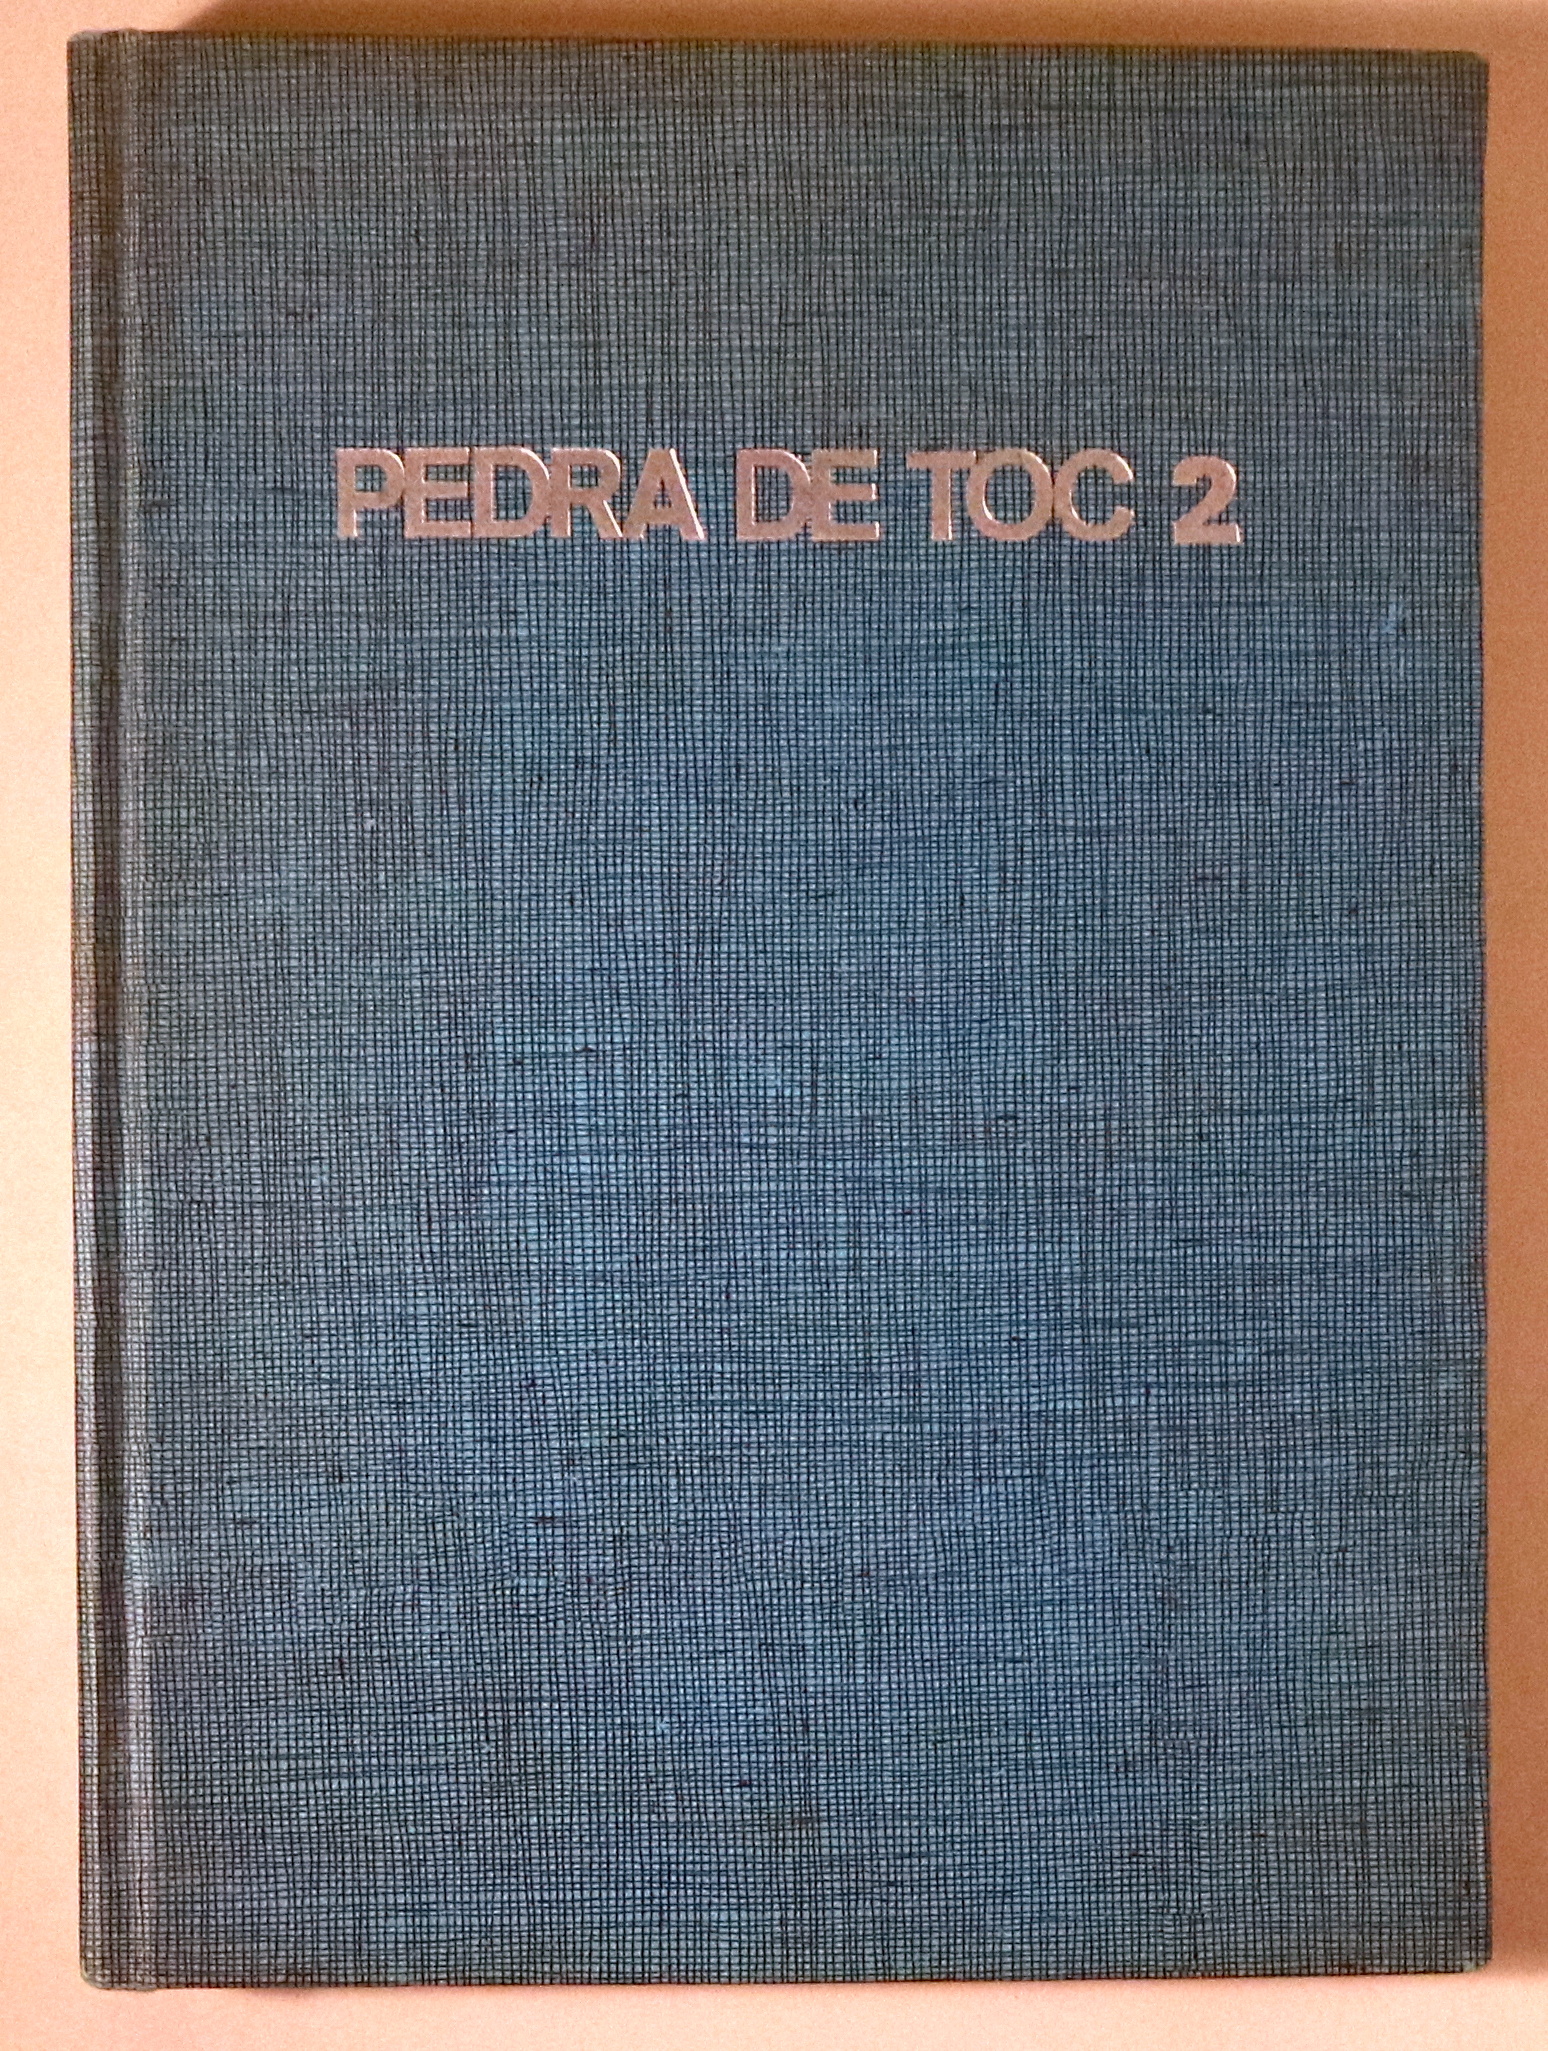 PEDRA DE TOC 2